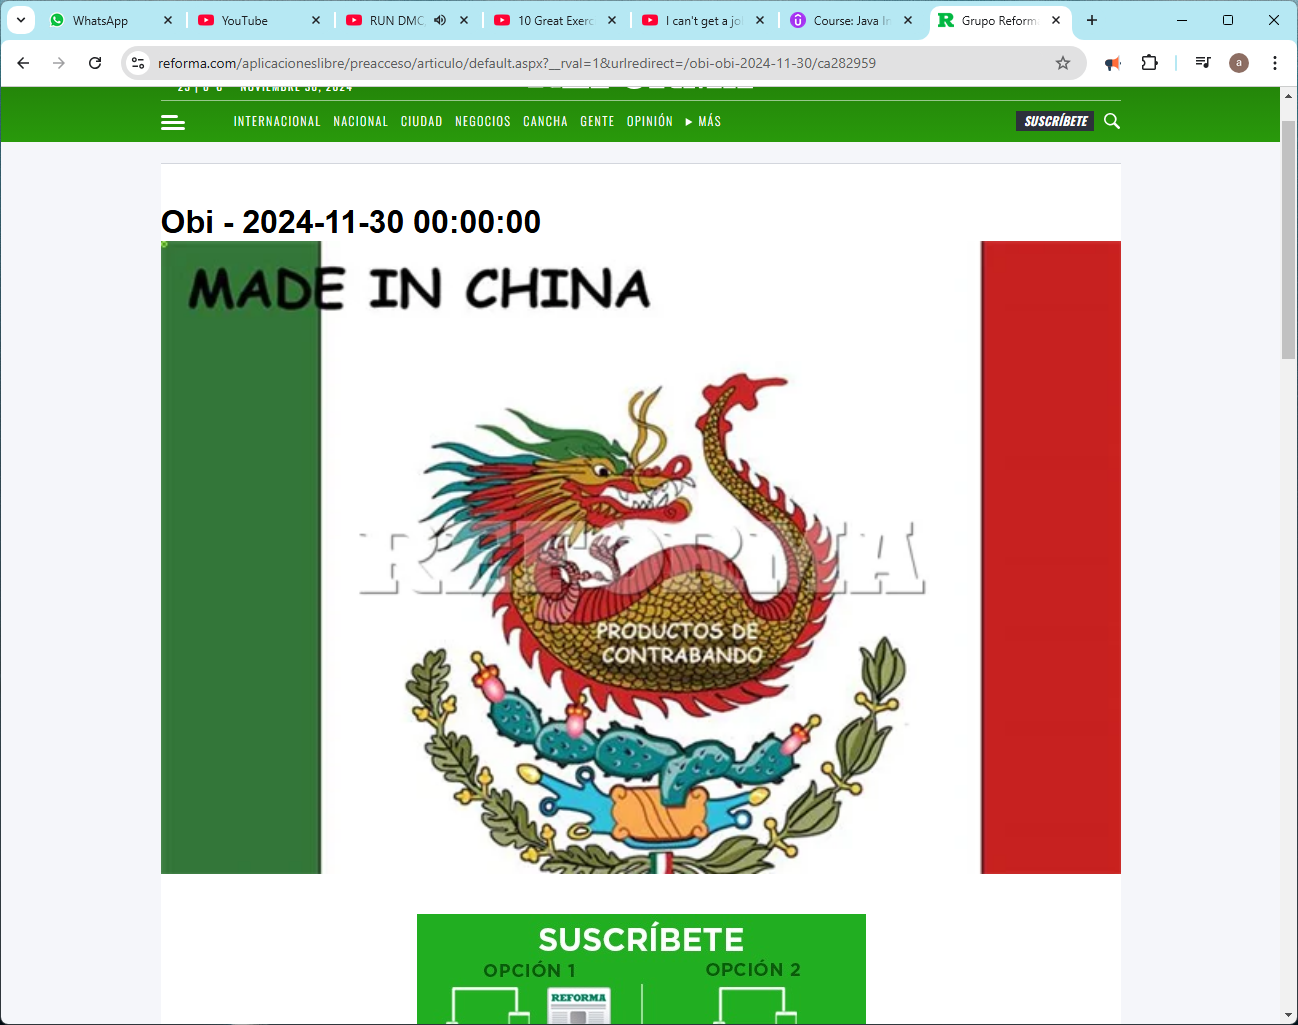 WhatsApp
YouTube
RUN DMC
10 Great Exerc
I can't get a jo
Course: Java In
Grupo Reform
reforma.com/aplicacioneslibre/preacceso/articulo/default.aspx?__rval=1&urlredirect=/obi-obi-2024-11-30/ca282959
a
NOVIEMBRE 30, 2024
INTERNACIONAL NACIONAL CIUDAD NEGOCIOS CANCHA GENTE OPINIÓN ▶ MÁS
SUSCRÍBETE
Obi - 2024-11-30 00:00:00
MADE IN CHINA
REFORMA
PRODUCTOS DE
CONTRABANDO
SUSCRÍBETE
OPCIÓN 1 OPCIÓN 2
REFORMA